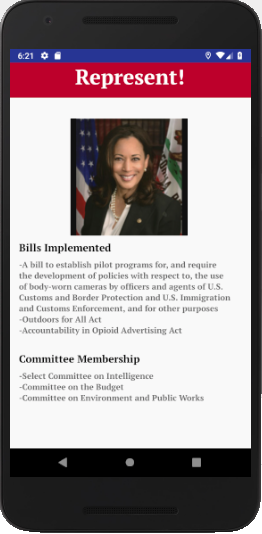 6:21
Represent!
Bills Implemented
-A bill to establish pilot programs for, and require
the development of policies with respect to, the use
of body-worn cameras by officers and agents of U.S.
Customs and Border Protection and U.S. Immigration
and Customs Enforcement, and for other purposes
-Outdoors for All Act
-Accountability in Opioid Advertising Act
Committee Membership
-Select Committee on Intelligence
-Committee on the Budget
-Committee on Environment and Public Works